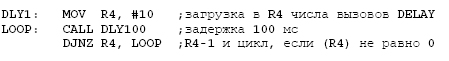 DLY1: MOV R4, #10 ;загрузка в R4 числа вызовов DELAY
LOOP: CALL DLY100 ;задержка 100 мс
DJNZ R4, LOOP ;R4-1 и цикл, если (R4) не равно 0